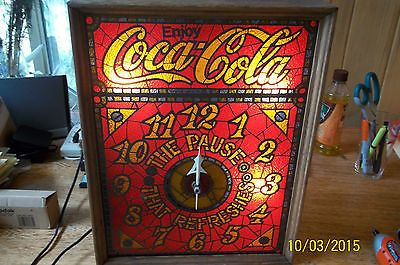 Enjoy
Coca-Cola
11 12 1
10 2
THE PAUSE
9 3
THAT REFRESHES
8 4
7 6 5
10/03/2015